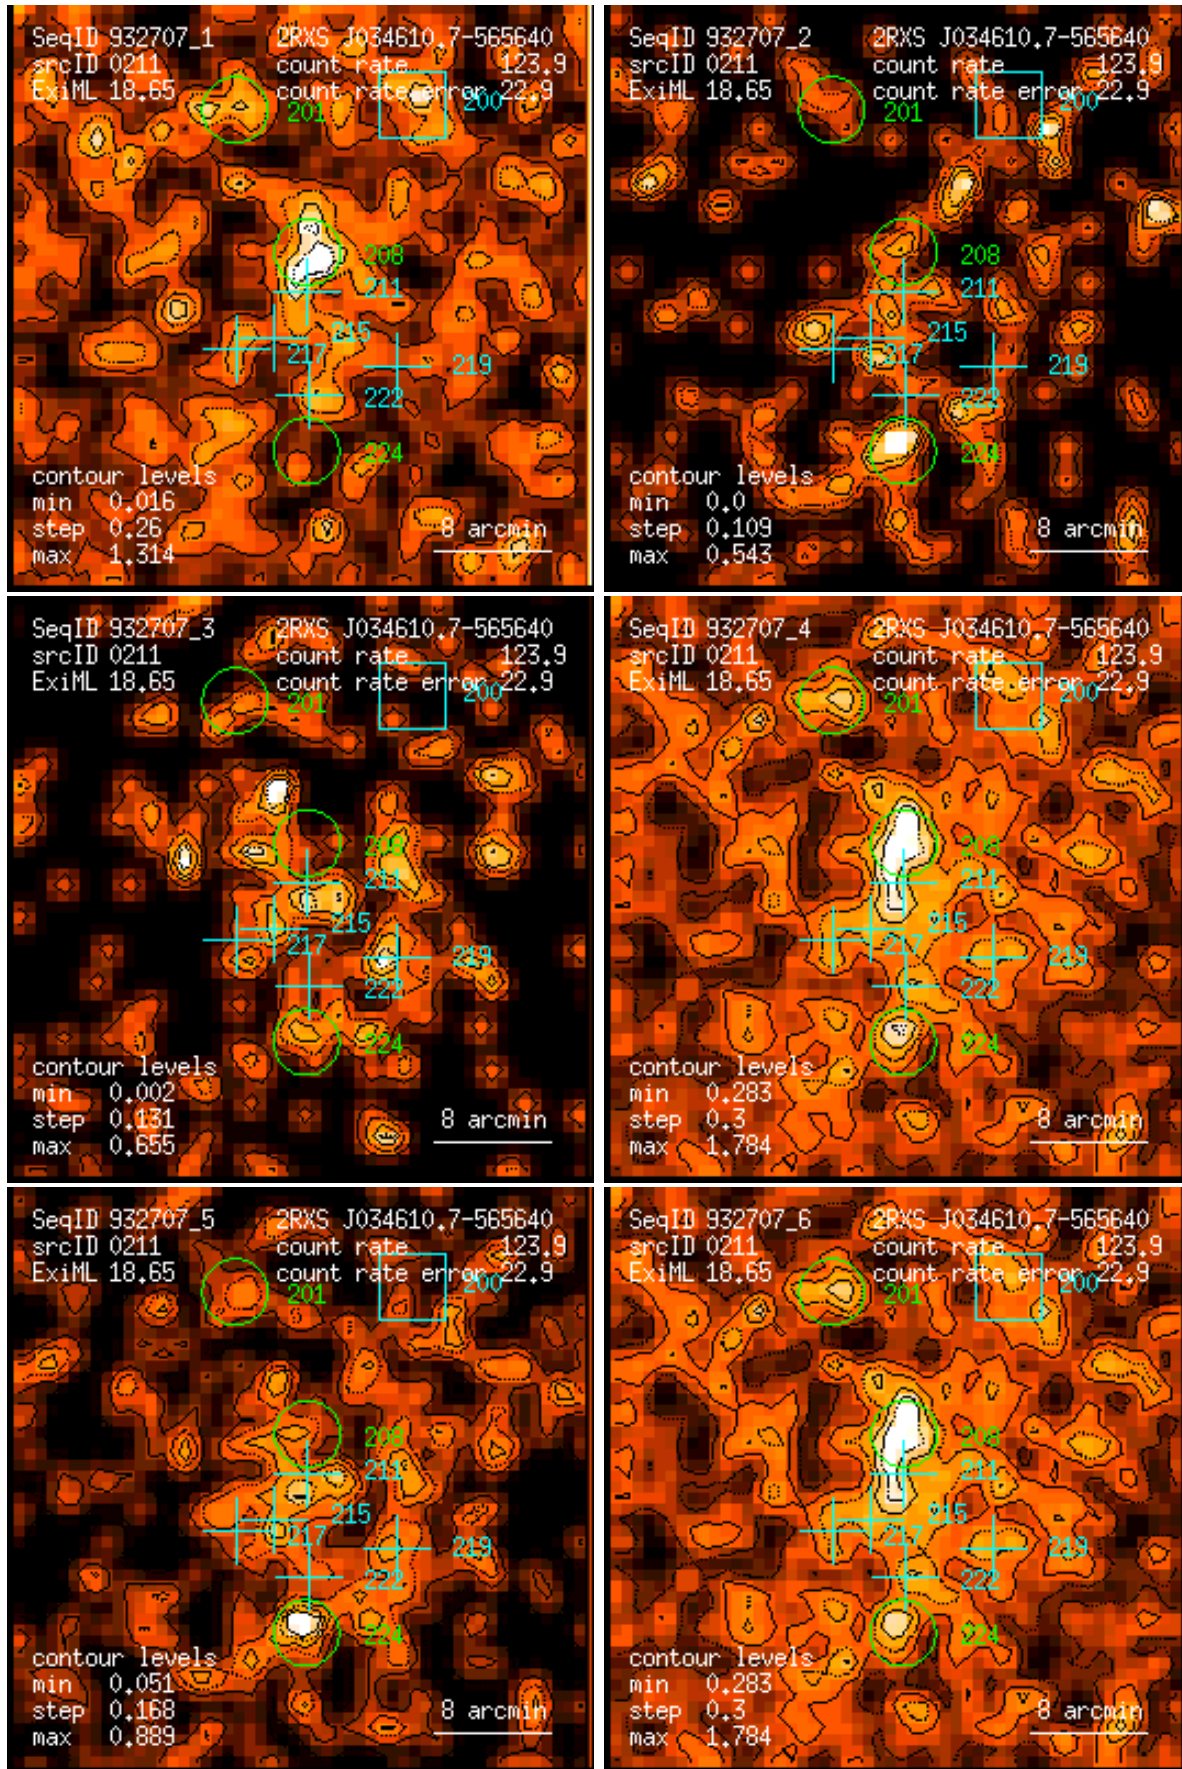 SeqID 932707_1 2RXS J034610.7-565640
srcID 0211 count rate 123.9
ExiML 18.65 count rate error 22.9
201
200
208
211
215
217
219
222
224
contour levels
min 0.016
step 0.26
max 1.314
8 arcmin
SeqID 932707_2 2RXS J034610.7-565640
srcID 0211 count rate 123.9
ExiML 18.65 count rate error 22.9
201
200
208
211
215
217
219
222
224
contour levels
min 0.0
step 0.109
max 0.543
8 arcmin
SeqID 932707_3 2RXS J034610.7-565640
srcID 0211 count rate 123.9
ExiML 18.65 count rate error 22.9
201
200
208
211
215
217
219
222
224
contour levels
min 0.002
step 0.131
max 0.655
8 arcmin
SeqID 932707_4 2RXS J034610.7-565640
srcID 0211 count rate 123.9
ExiML 18.65 count rate error 22.9
201
200
208
211
215
217
219
222
224
contour levels
min 0.283
step 0.3
max 1.784
8 arcmin
SeqID 932707_5 2RXS J034610.7-565640
srcID 0211 count rate 123.9
ExiML 18.65 count rate error 22.9
201
200
208
211
215
217
219
222
224
contour levels
min 0.051
step 0.168
max 0.889
8 arcmin
SeqID 932707_6 2RXS J034610.7-565640
srcID 0211 count rate 123.9
ExiML 18.65 count rate error 22.9
201
200
208
211
215
217
219
222
224
contour levels
min 0.283
step 0.3
max 1.784
8 arcmin